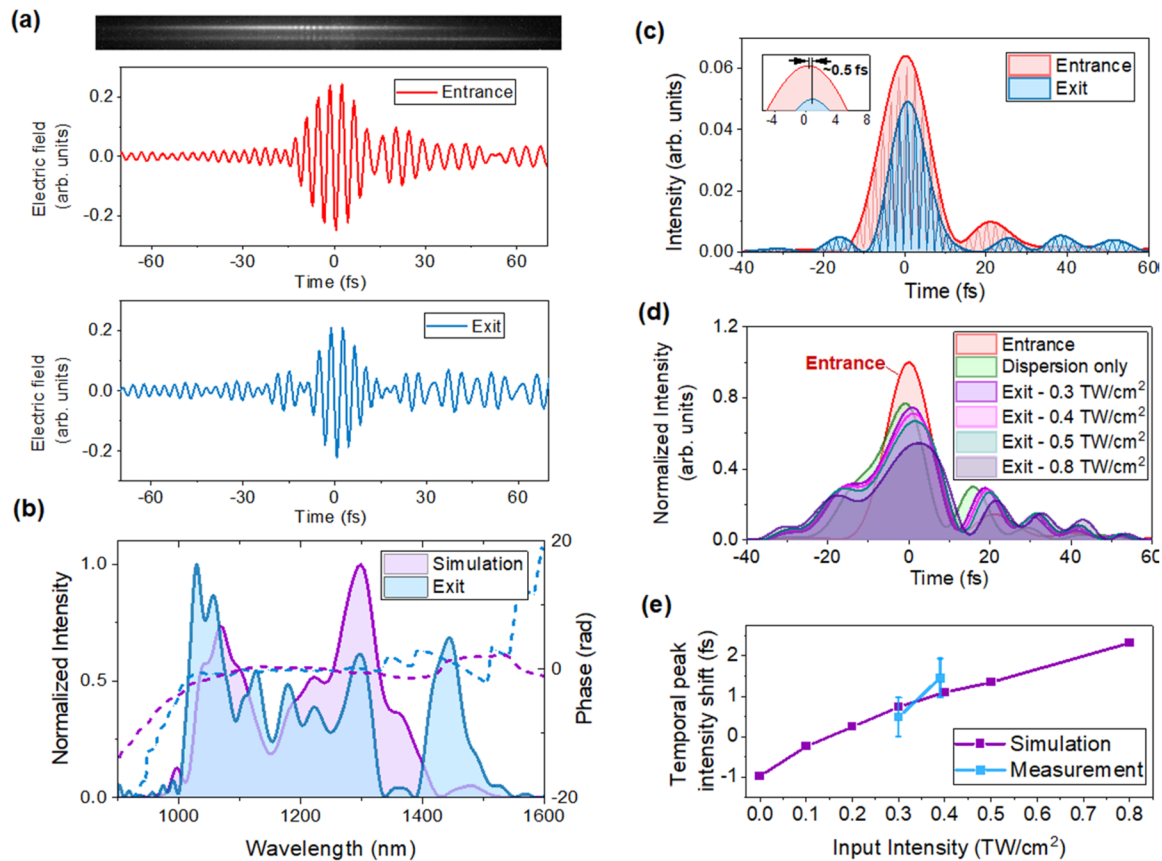 (a)
Electric field
(arb. units)
0.2
0.0
-0.2
Entrance
-60
-30
0
30
60
Time (fs)
Electric field
(arb. units)
0.2
0.0
-0.2
Exit
-60
-30
0
30
60
Time (fs)
(b)
Normalized Intensity
1.0
0.5
0.0
Simulation
Exit
20
0
-20
Phase (rad)
1000
1200
1400
1600
Wavelength (nm)
(c)
Intensity (arb. units)
0.06
0.04
0.02
0.00
~0.5 fs
-4
0
4
8
Entrance
Exit
-40
-20
0
20
40
60
Time (fs)
(d)
Normalized Intensity
(arb. units)
1.2
0.8
0.4
0.0
Entrance
Entrance
Dispersion only
Exit - 0.3 TW/cm²
Exit - 0.4 TW/cm²
Exit - 0.5 TW/cm²
Exit - 0.8 TW/cm²
-40
-20
0
20
40
60
Time (fs)
(e)
Temporal peak
intensity shift (fs)
2
1
0
-1
Simulation
Measurement
0.0
0.1
0.2
0.3
0.4
0.5
0.6
0.7
0.8
Input Intensity (TW/cm²)